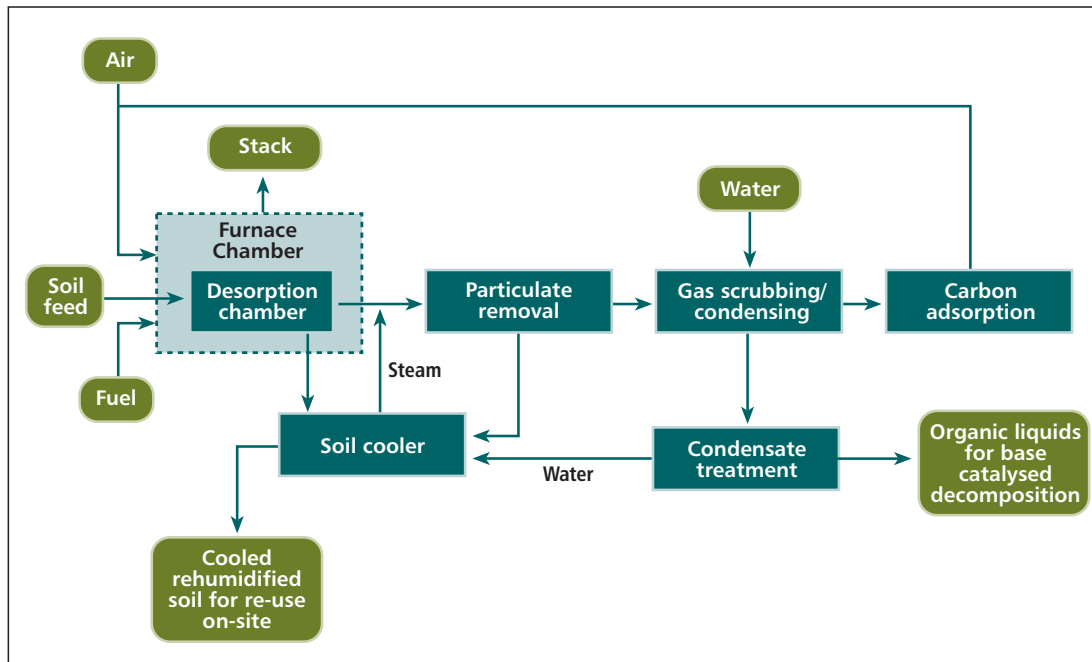 Air
Stack
Water
Furnace
Chamber
Soil
feed
Desorption
chamber
Particulate
removal
Gas scrubbing/
condensing
Carbon
adsorption
Steam
Fuel
Soil cooler
Water
Condensate
treatment
Organic liquids
for base
catalysed
decomposition
Cooled
rehumidified
soil for re-use
on-site